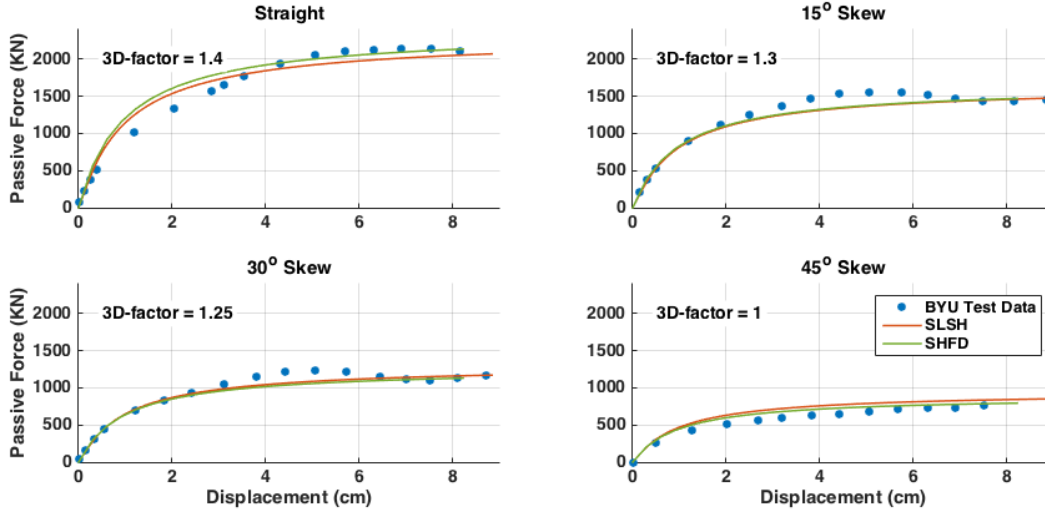 Straight
Passive Force (KN)
2000
1500
1000
500
0
3D-factor = 1.4
0 2 4 6 8
15° Skew
2000
1500
1000
500
0
3D-factor = 1.3
0 2 4 6 8
30° Skew
Passive Force (KN)
2000
1500
1000
500
0
3D-factor = 1.25
0 2 4 6 8
Displacement (cm)
45° Skew
2000
1500
1000
500
0
3D-factor = 1
BYU Test Data
SLSH
SHFD
0 2 4 6 8
Displacement (cm)